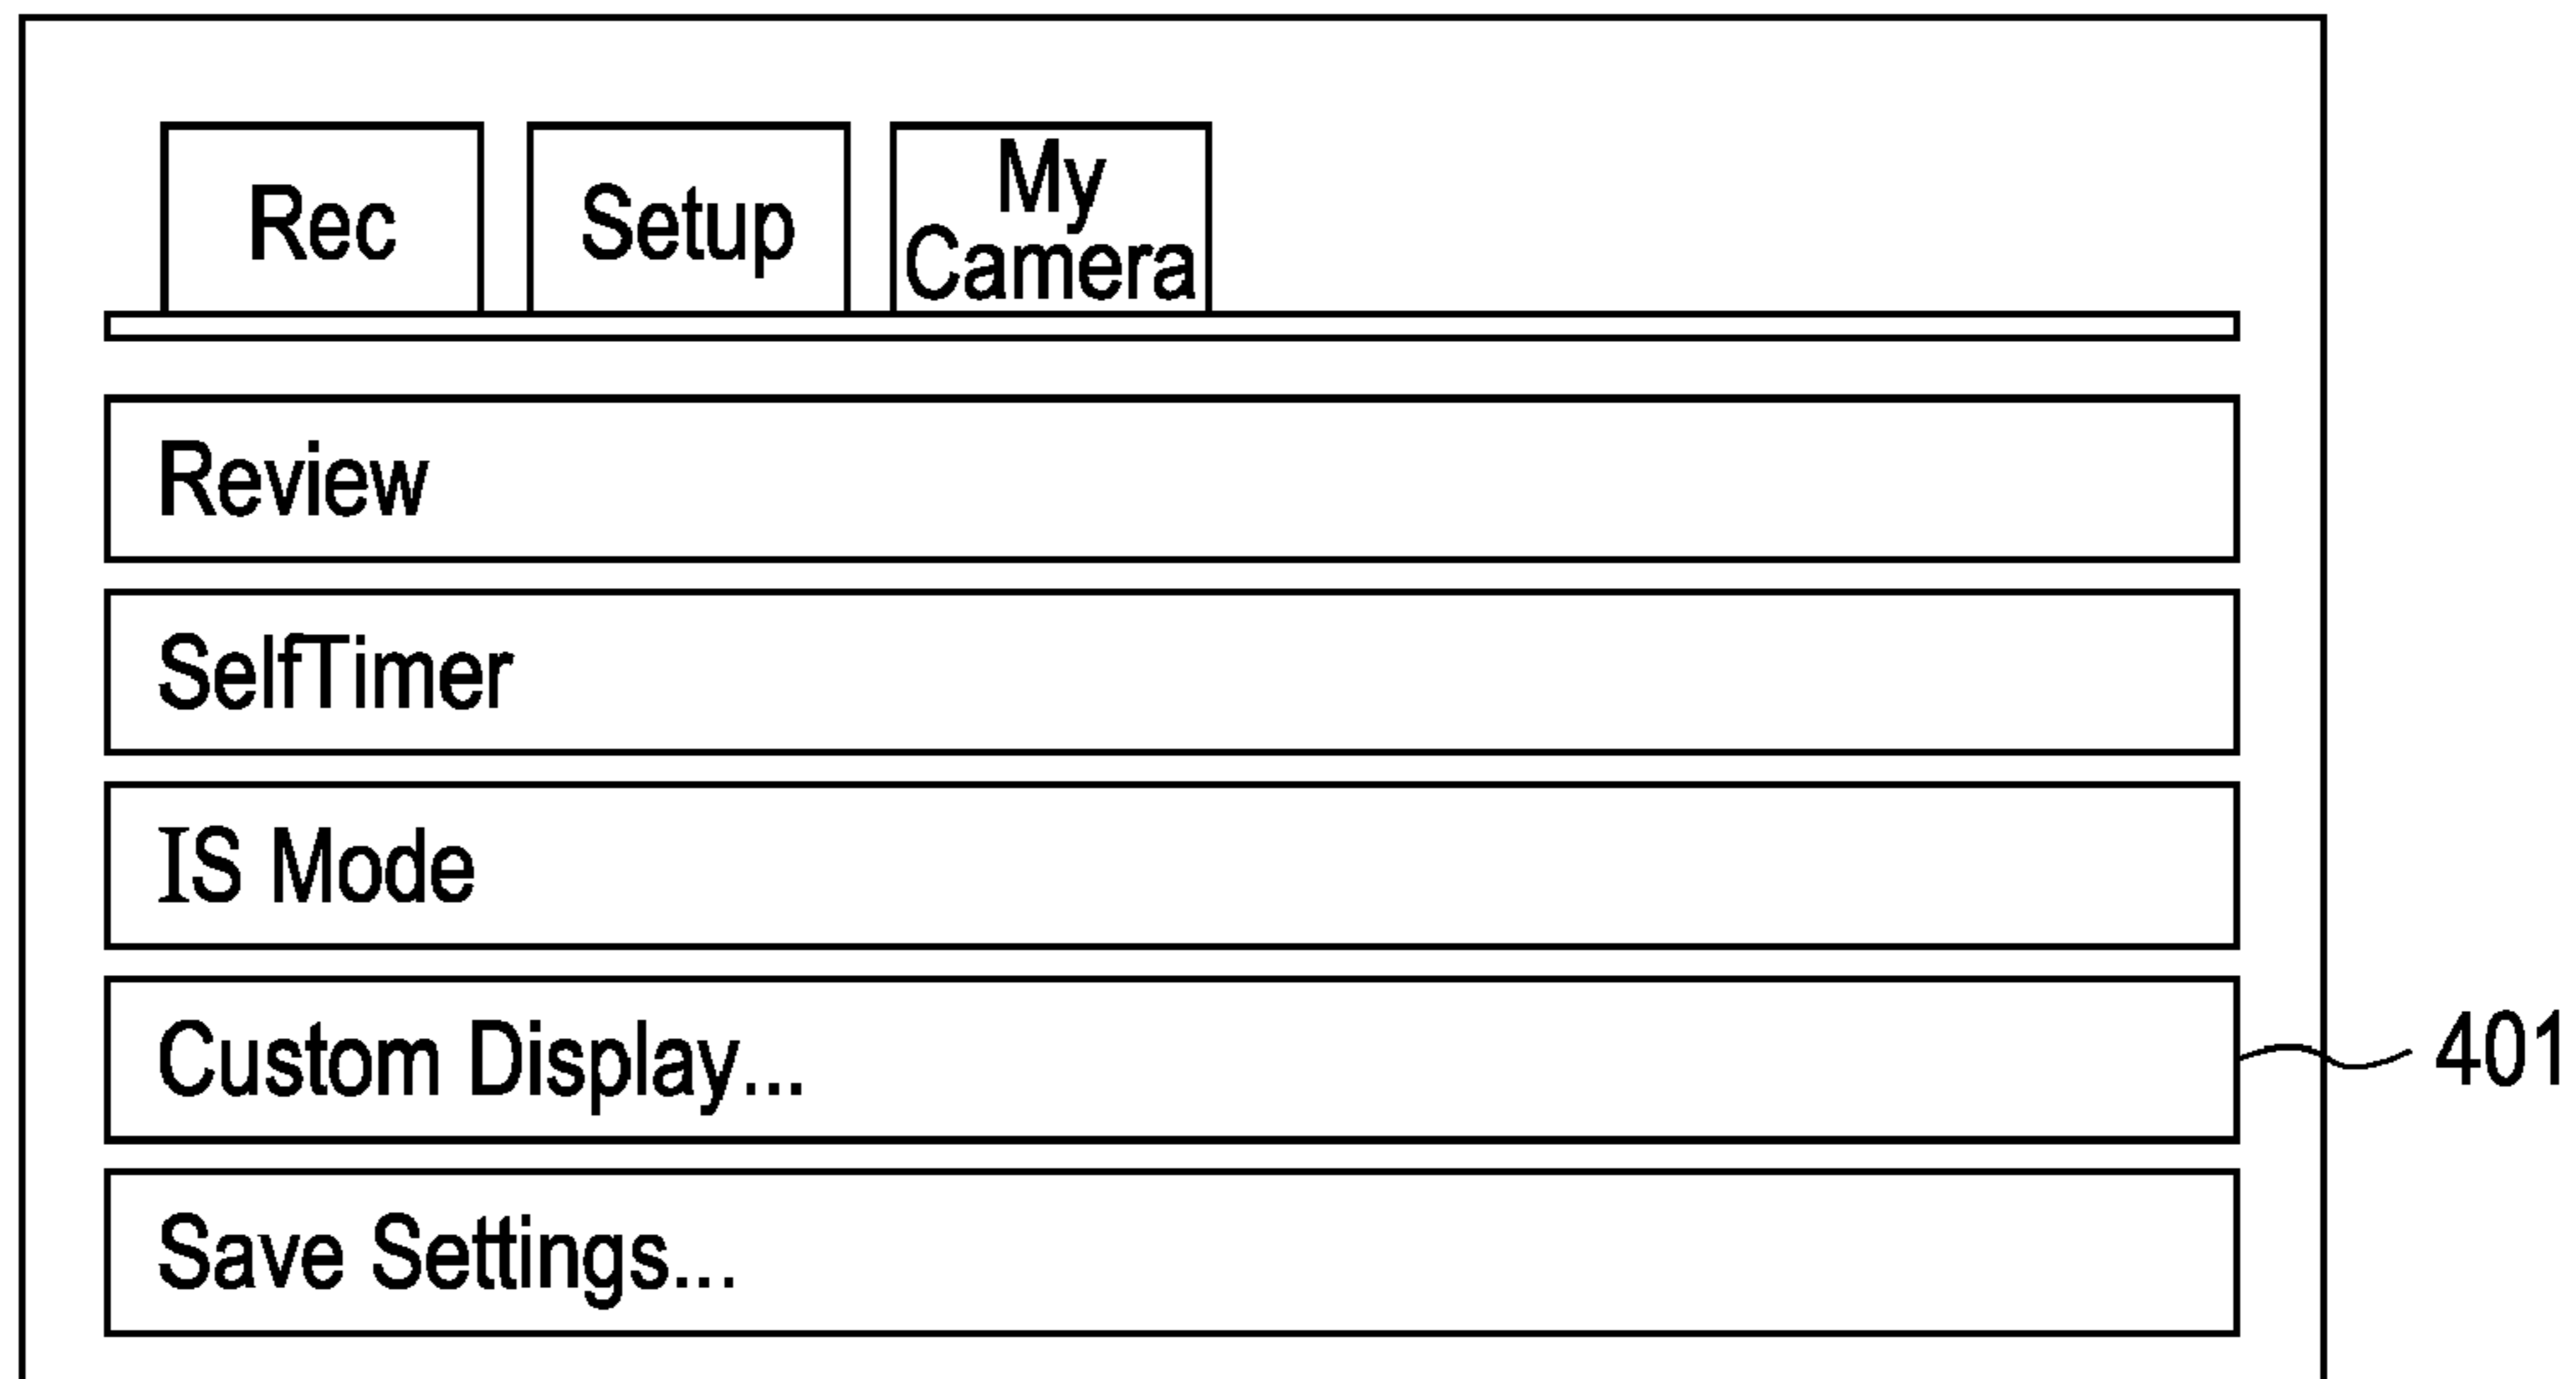 Rec
Setup
My
Camera
Review
SelfTimer
IS Mode
Custom Display...
401
Save Settings...